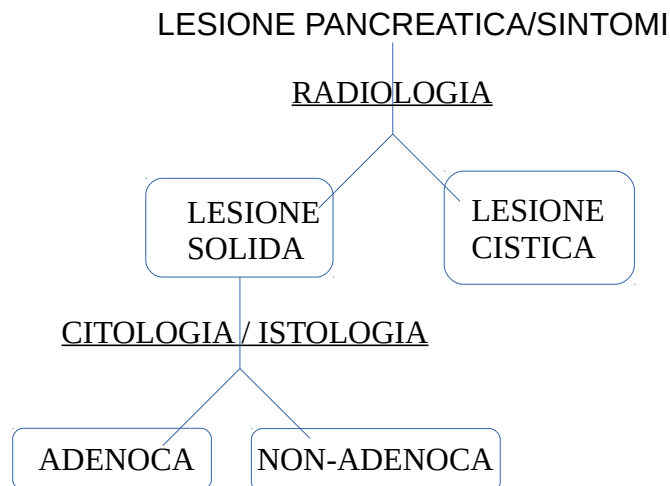 LESIONE PANCREATICA/SINTOMI
RADIOLOGIA
LESIONE
SOLIDA
LESIONE
CISTICA
CITOLOGIA / ISTOLOGIA
ADENOCA
NON-ADENOCA